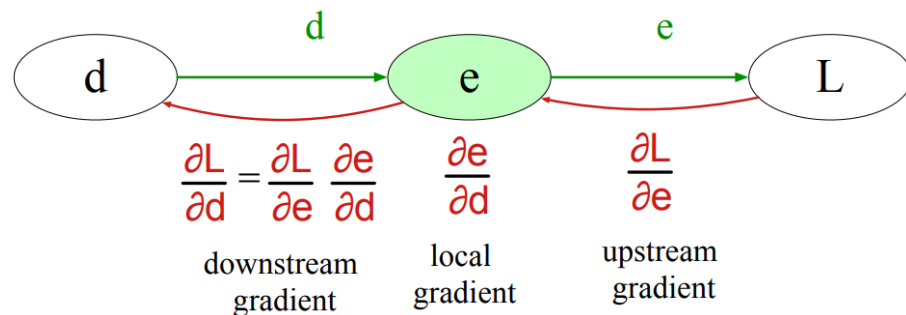 d e
d e L
∂L/∂d = ∂L/∂e ∂e/∂d ∂e/∂d ∂L/∂e
downstream local upstream
gradient gradient gradient